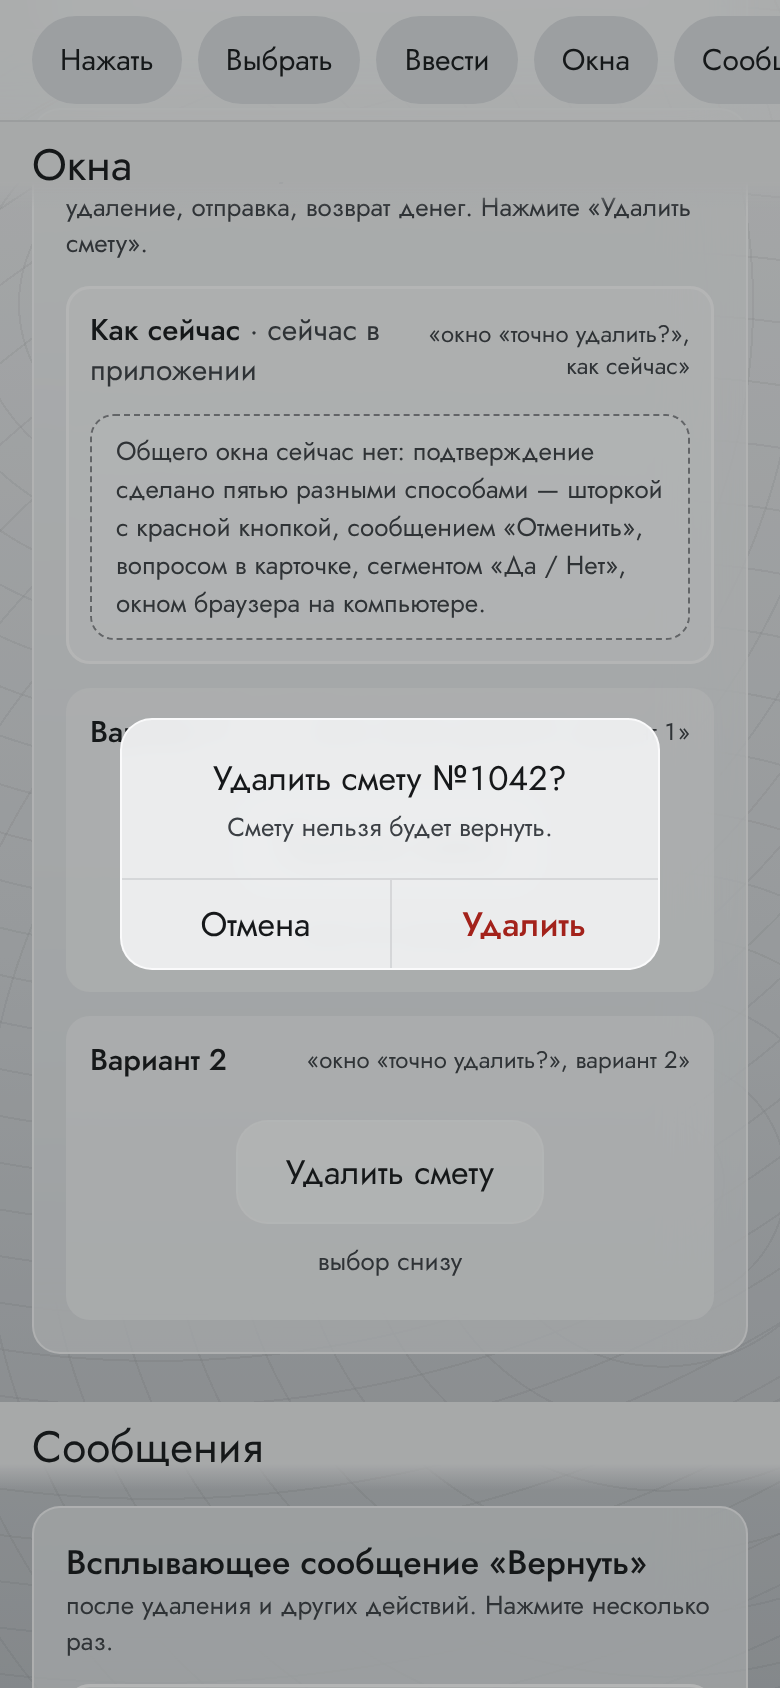 Нажать
Выбрать
Ввести
Окна
Окна
удаление, отправка, возврат денег. Нажмите «Удалить
смету».
Как сейчас · сейчас в
приложении
«окно «точно удалить?»,
как сейчас»
Общего окна сейчас нет: подтверждение
сделано пятью разными способами — шторкой
с красной кнопкой, сообщением «Отменить»,
вопросом в карточке, сегментом «Да / Нет»,
окном браузера на компьютере.
1»
Удалить смету №1042?
Смету нельзя будет вернуть.
Отмена
Удалить
Вариант 2
«окно «точно удалить?», вариант 2»
Удалить смету
выбор снизу
Сообщения
Всплывающее сообщение «Вернуть»
после удаления и других действий. Нажмите несколько
раз.